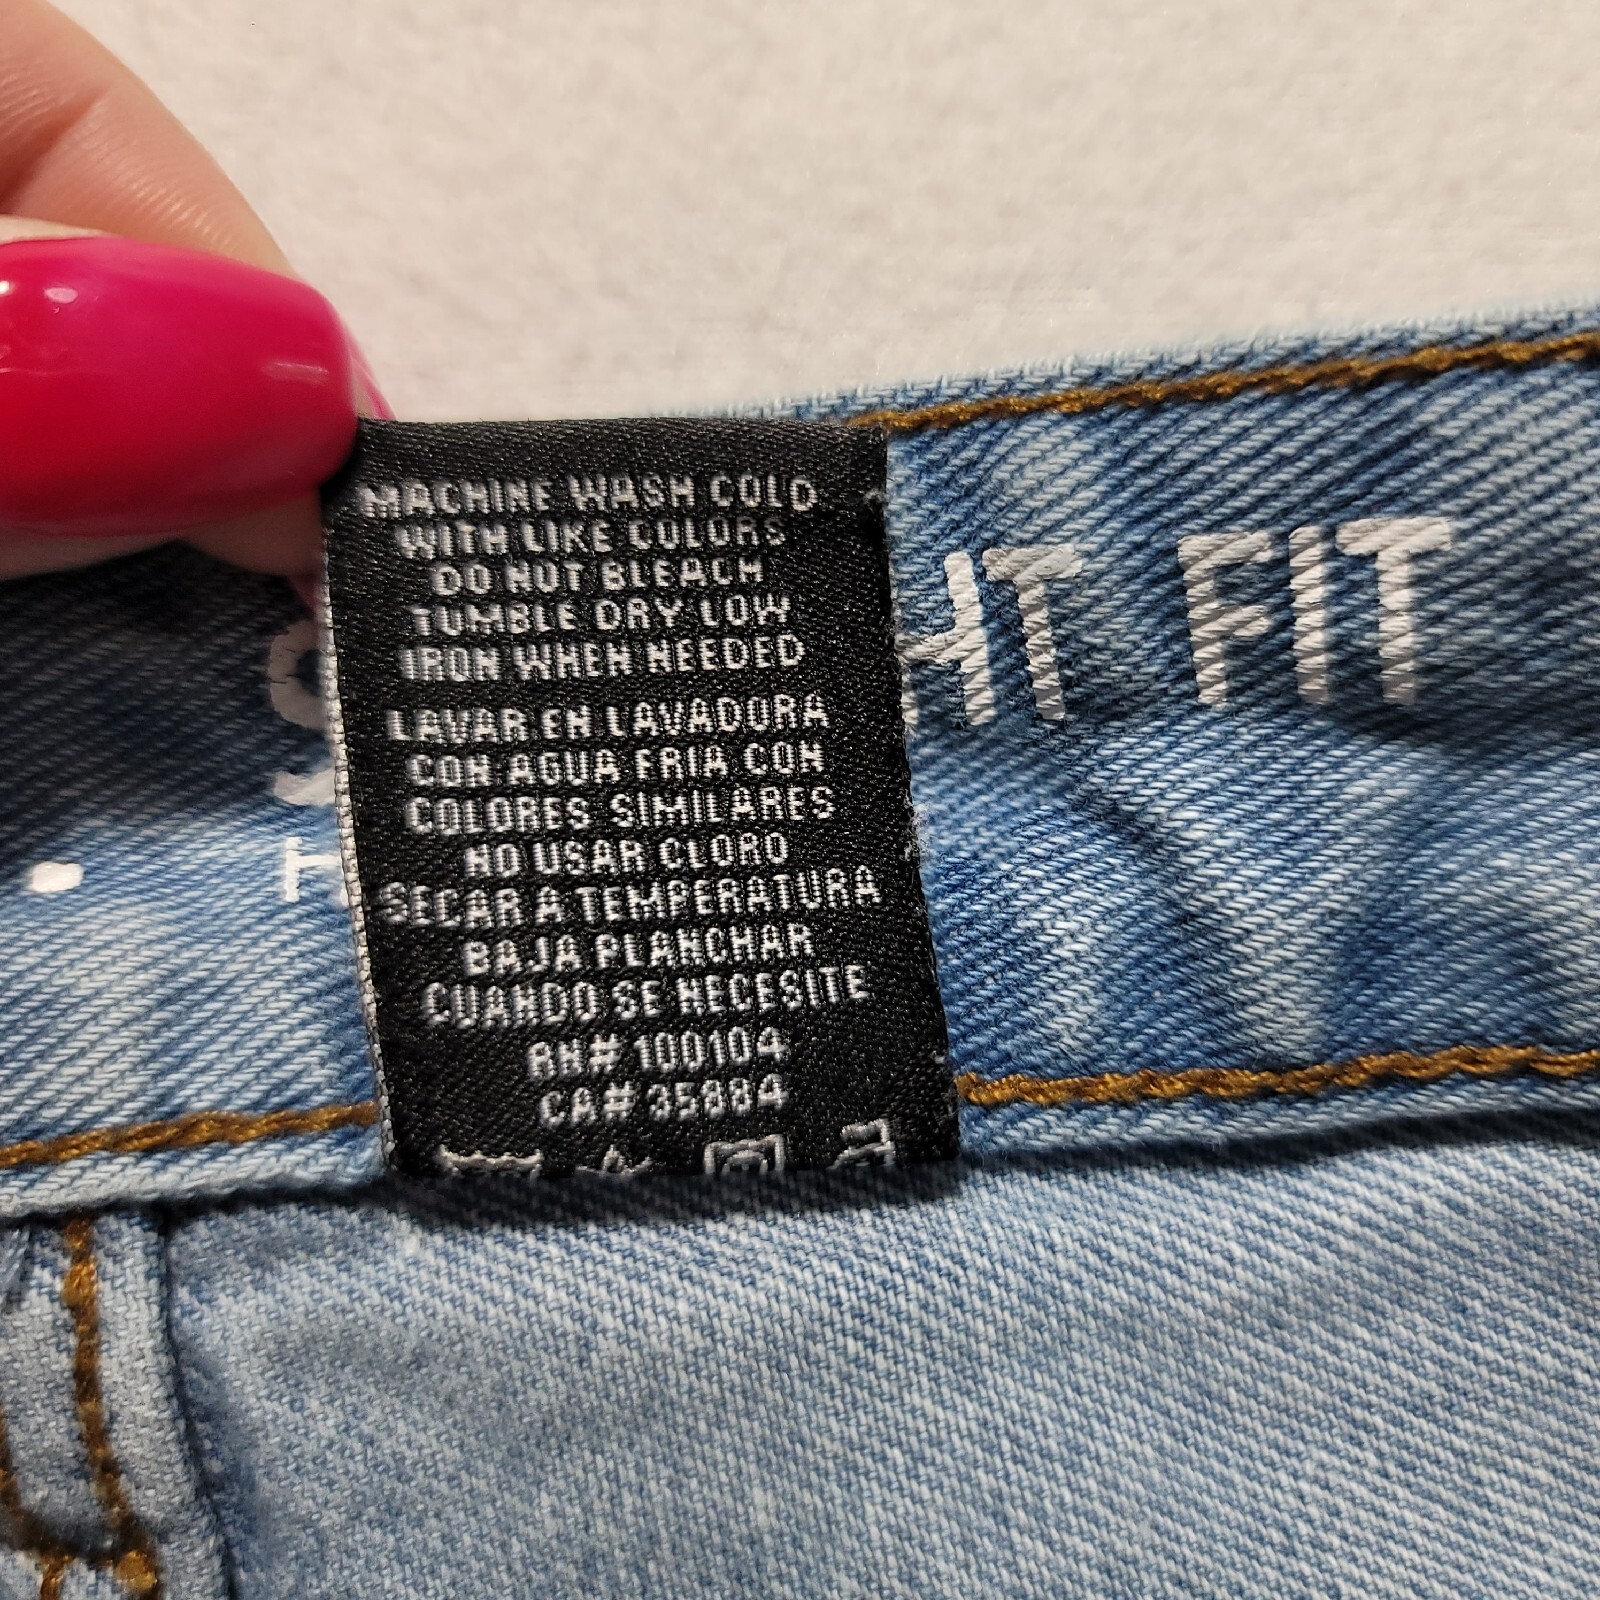 MACHINE WASH COLD
WITH LIKE COLORS
DO NOT BLEACH
TUMBLE DRY LOW
IRON WHEN NEEDED
LAVAR EN LAVADORA
CON AGUA FRIA CON
COLORES SIMILARES
NO USAR CLORO
SECAR A TEMPERATURA
BAJA PLANCHAR
CUANDO SE NECESITE
RN# 100104
CA# 35884
HT FIT